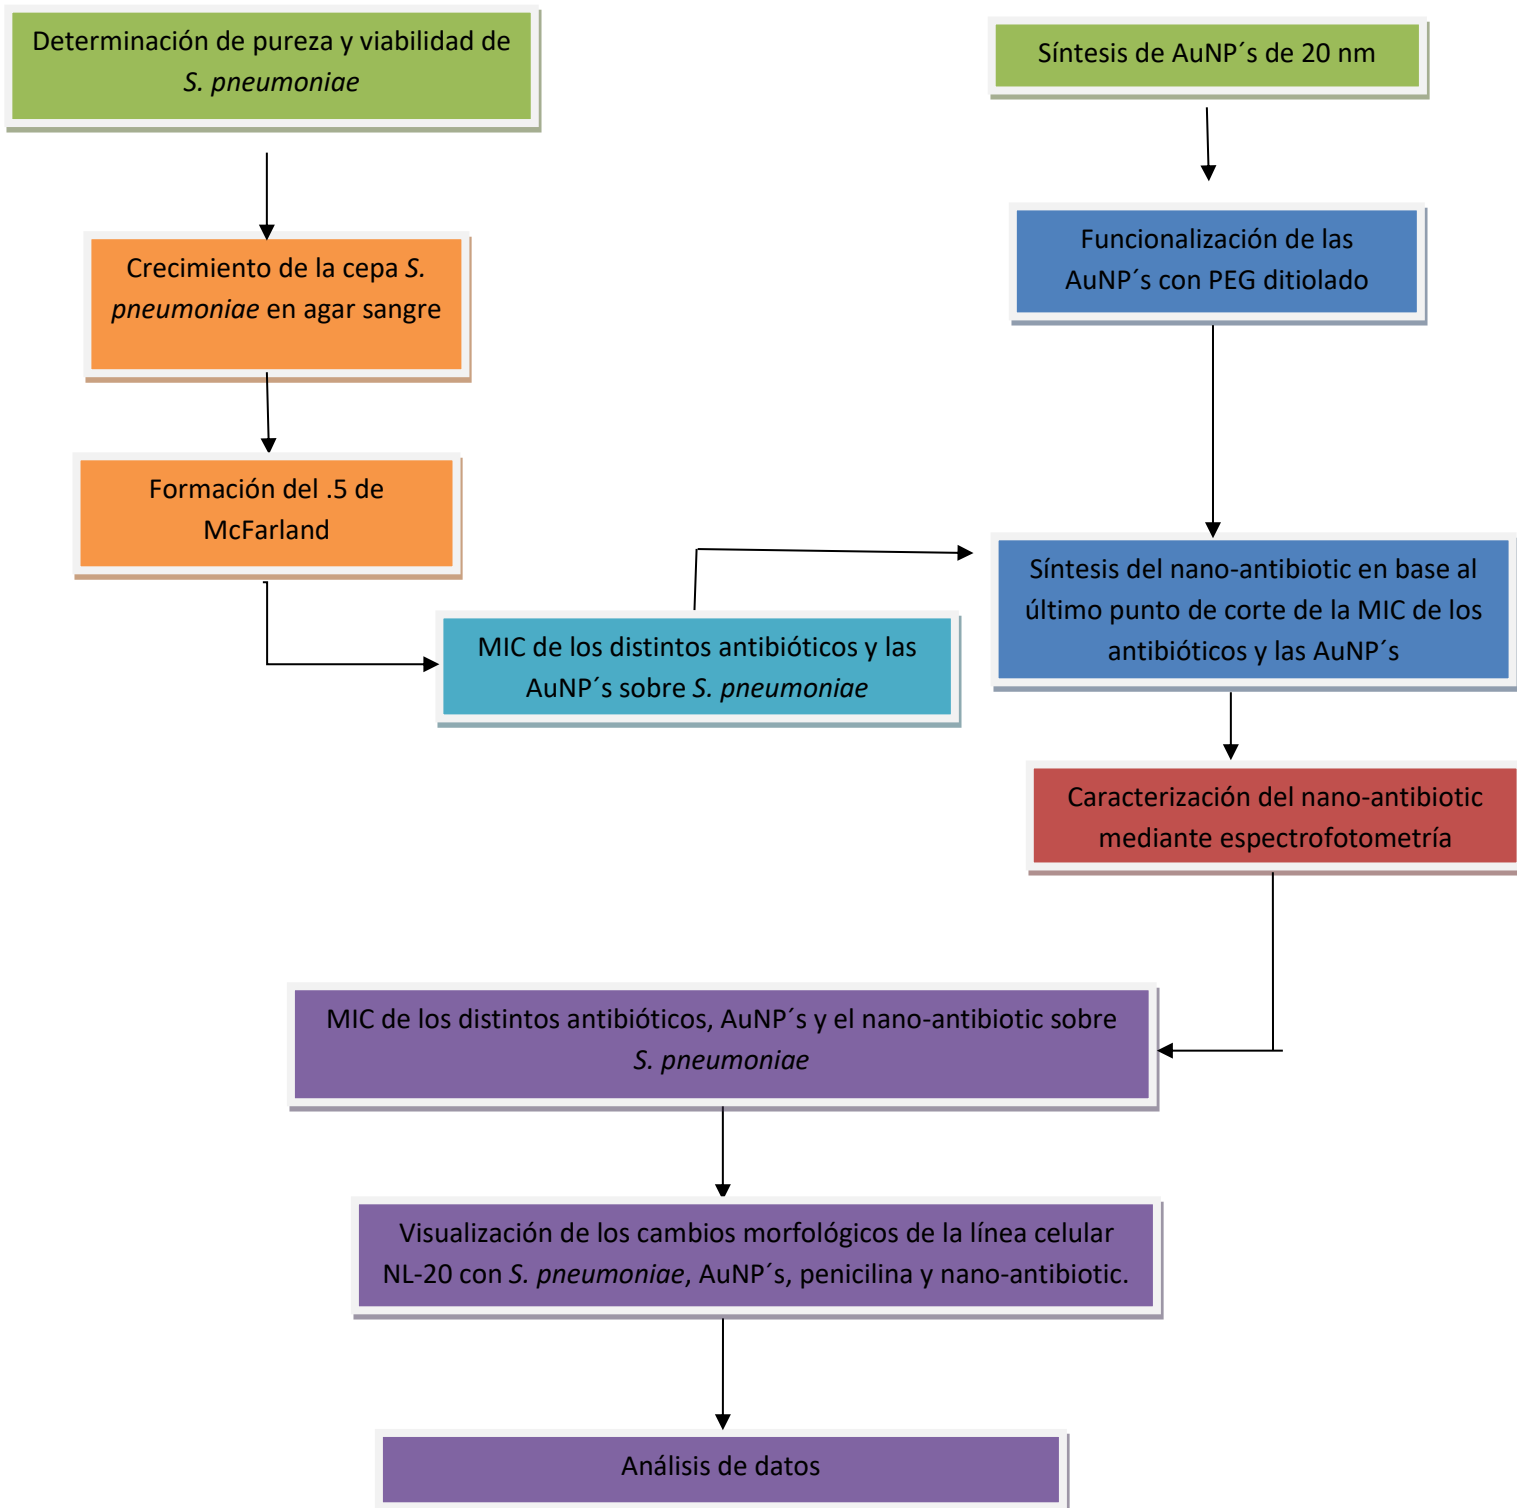 Determinación de pureza y viabilidad de
S. pneumoniae
Síntesis de AuNP´s de 20 nm
Crecimiento de la cepa S.
pneumoniae en agar sangre
Funcionalización de las
AuNP´s con PEG ditiolado
Formación del .5 de
McFarland
MIC de los distintos antibióticos y las
AuNP´s sobre S. pneumoniae
Síntesis del nano-antibiotic en base al
último punto de corte de la MIC de los
antibióticos y las AuNP´s
Caracterización del nano-antibiotic
mediante espectrofotometría
MIC de los distintos antibióticos, AuNP´s y el nano-antibiotic sobre
S. pneumoniae
Visualización de los cambios morfológicos de la línea celular
NL-20 con S. pneumoniae, AuNP´s, penicilina y nano-antibiotic.
Análisis de datos